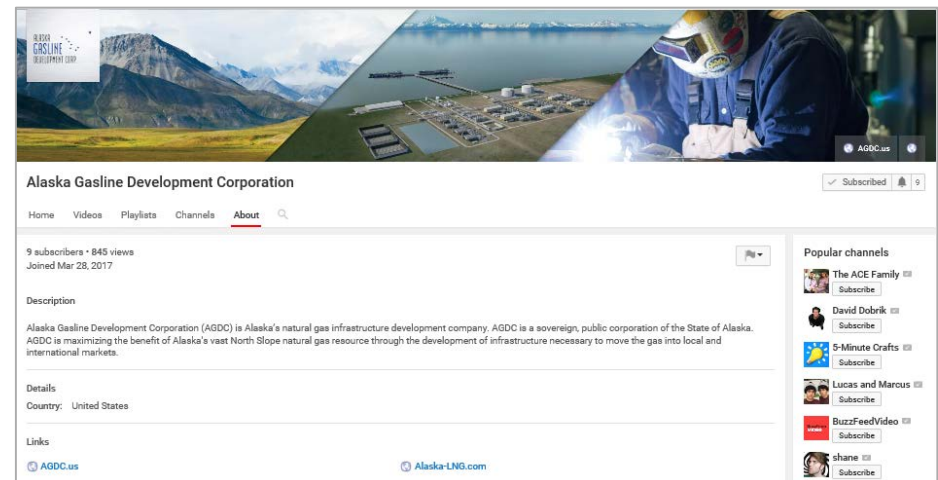 ALASKA
GASLINE
DEVELOPMENT CORP.
AGDC.us
Alaska Gasline Development Corporation
Subscribed 9
Home Videos Playlists Channels About
9 subscribers • 845 views
Joined Mar 28, 2017
Description
Alaska Gasline Development Corporation (AGDC) is Alaska's natural gas infrastructure development company. AGDC is a sovereign, public corporation of the State of Alaska.
AGDC is maximizing the benefit of Alaska's vast North Slope natural gas resource through the development of infrastructure necessary to move the gas into local and
international markets.
Details
Country: United States
Links
AGDC.us Alaska-LNG.com
Popular channels
The ACE Family
Subscribe
David Dobrik
Subscribe
5-Minute Crafts
Subscribe
Lucas and Marcus
Subscribe
BuzzFeedVideo
Subscribe
shane
Subscribe